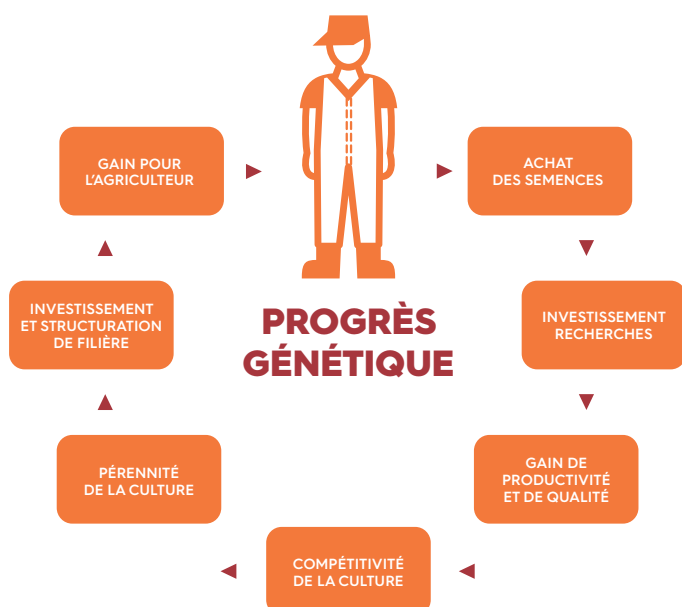 GAIN POUR
L'AGRICULTEUR
ACHAT
DES SEMENCES
INVESTISSEMENT
ET STRUCTURATION
DE FILIÈRE
PROGRÈS
GÉNÉTIQUE
INVESTISSEMENT
RECHERCHES
PÉRENNITÉ
DE LA CULTURE
GAIN DE
PRODUCTIVITÉ
ET DE QUALITÉ
COMPÉTITIVITÉ
DE LA CULTURE